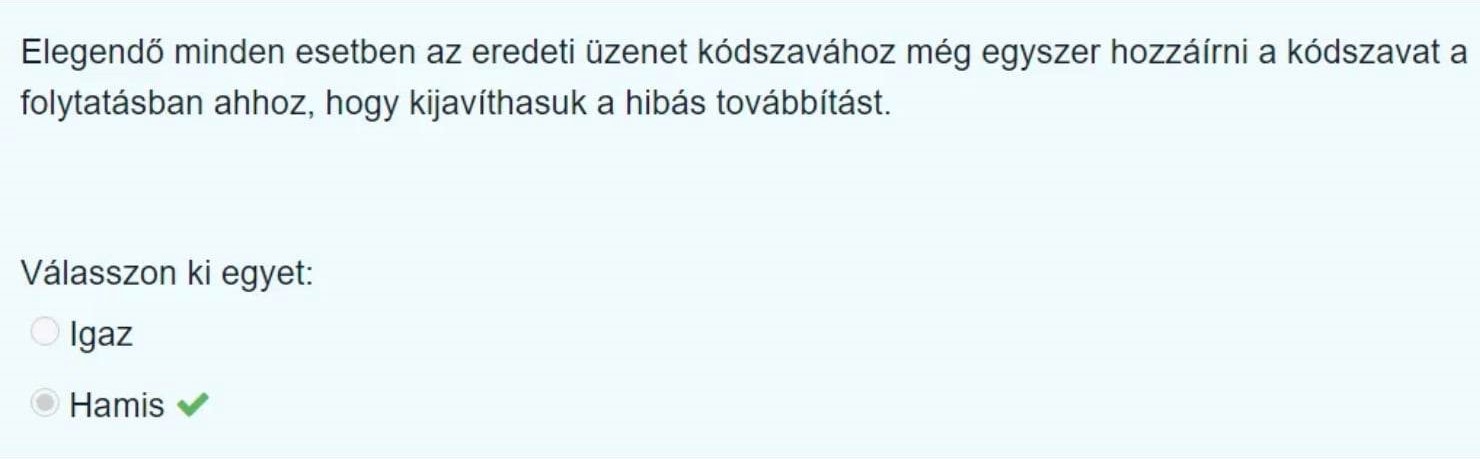 Elegendő minden esetben az eredeti üzenet kódszavához még egyszer hozzáírni a kódszavat a
folytatásban ahhoz, hogy kijavíthasuk a hibás továbbítást.
Válasszon ki egyet:
Igaz
Hamis